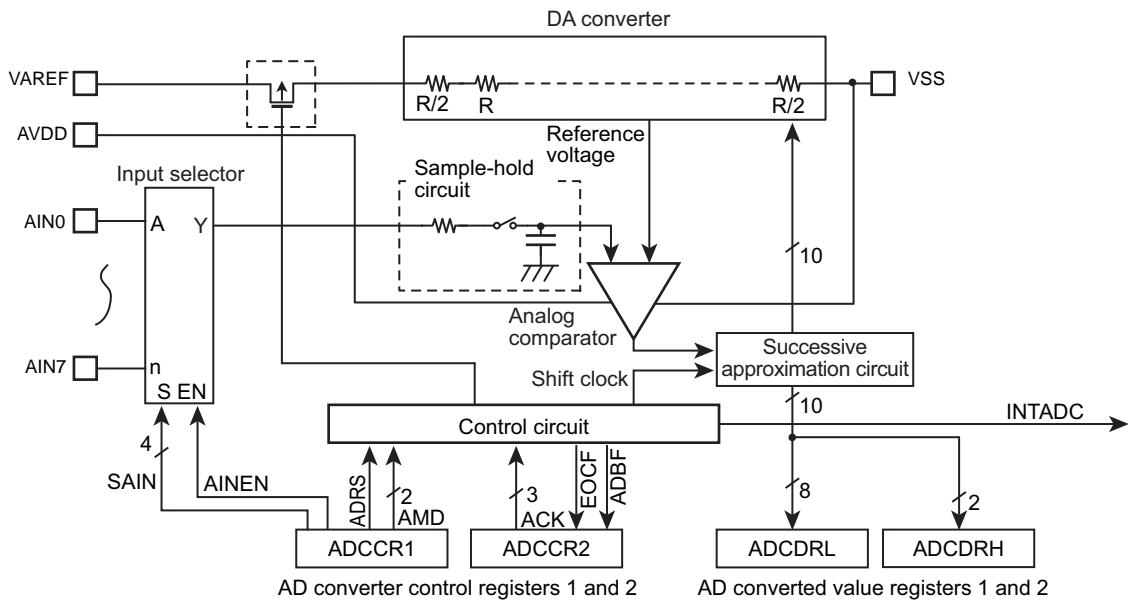 DA converter
VAREF
VSS
R/2
R
R/2
AVDD
Reference
voltage
Sample-hold
circuit
Input selector
AIN0
A
Y
10
Analog
comparator
AIN7
n
Successive
approximation circuit
Shift clock
S EN
10
INTADC
Control circuit
4
SAIN
AINEN
ADRS
2
AMD
3
ACK
EOCF
ADBF
8
2
ADCCR1
ADCCR2
ADCDRL
ADCDRH
AD converter control registers 1 and 2
AD converted value registers 1 and 2